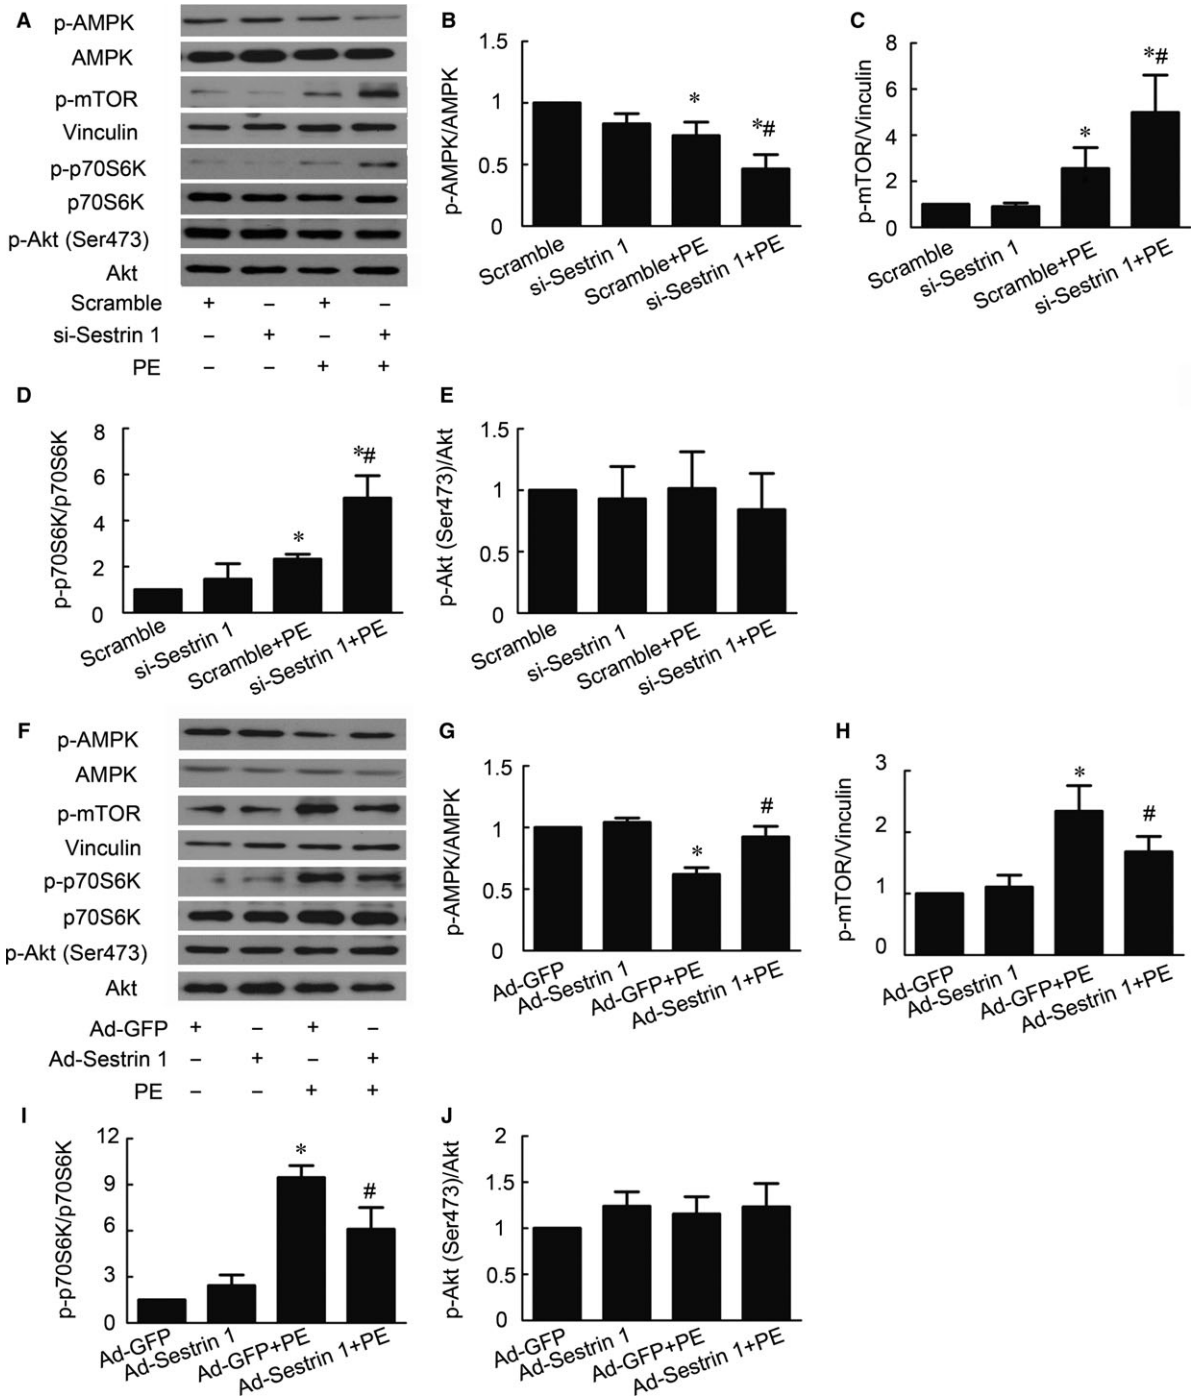 A
p-AMPK
AMPK
p-mTOR
Vinculin
p-p70S6K
p70S6K
p-Akt (Ser473)
Akt
Scramble + – + –
si-Sestrin 1 – + – +
PE – – + +
B
p-AMPK/AMPK
1.5
1
0.5
0
*
*#
Scramble
si-Sestrin 1
Scramble+PE
si-Sestrin 1+PE
C
p-mTOR/Vinculin
8
6
4
2
0
*
*#
Scramble
si-Sestrin 1
Scramble+PE
si-Sestrin 1+PE
D
p-p70S6K/p70S6K
8
6
4
2
0
*
*#
Scramble
si-Sestrin 1
Scramble+PE
si-Sestrin 1+PE
E
p-Akt (Ser473)/Akt
1.5
1
0.5
0
Scramble
si-Sestrin 1
Scramble+PE
si-Sestrin 1+PE
F
p-AMPK
AMPK
p-mTOR
Vinculin
p-p70S6K
p70S6K
p-Akt (Ser473)
Akt
Ad-GFP + – + –
Ad-Sestrin 1 – + – +
PE – – + +
G
p-AMPK/AMPK
1.5
1
0.5
0
*
#
Ad-GFP
Ad-Sestrin 1
Ad-GFP+PE
Ad-Sestrin 1+PE
H
p-mTOR/Vinculin
3
2
1
0
*
#
Ad-GFP
Ad-Sestrin 1
Ad-GFP+PE
Ad-Sestrin 1+PE
I
p-p70S6K/p70S6K
12
9
6
3
0
*
#
Ad-GFP
Ad-Sestrin 1
Ad-GFP+PE
Ad-Sestrin 1+PE
J
p-Akt (Ser473)/Akt
2
1.5
1
0.5
0
Ad-GFP
Ad-Sestrin 1
Ad-GFP+PE
Ad-Sestrin 1+PE